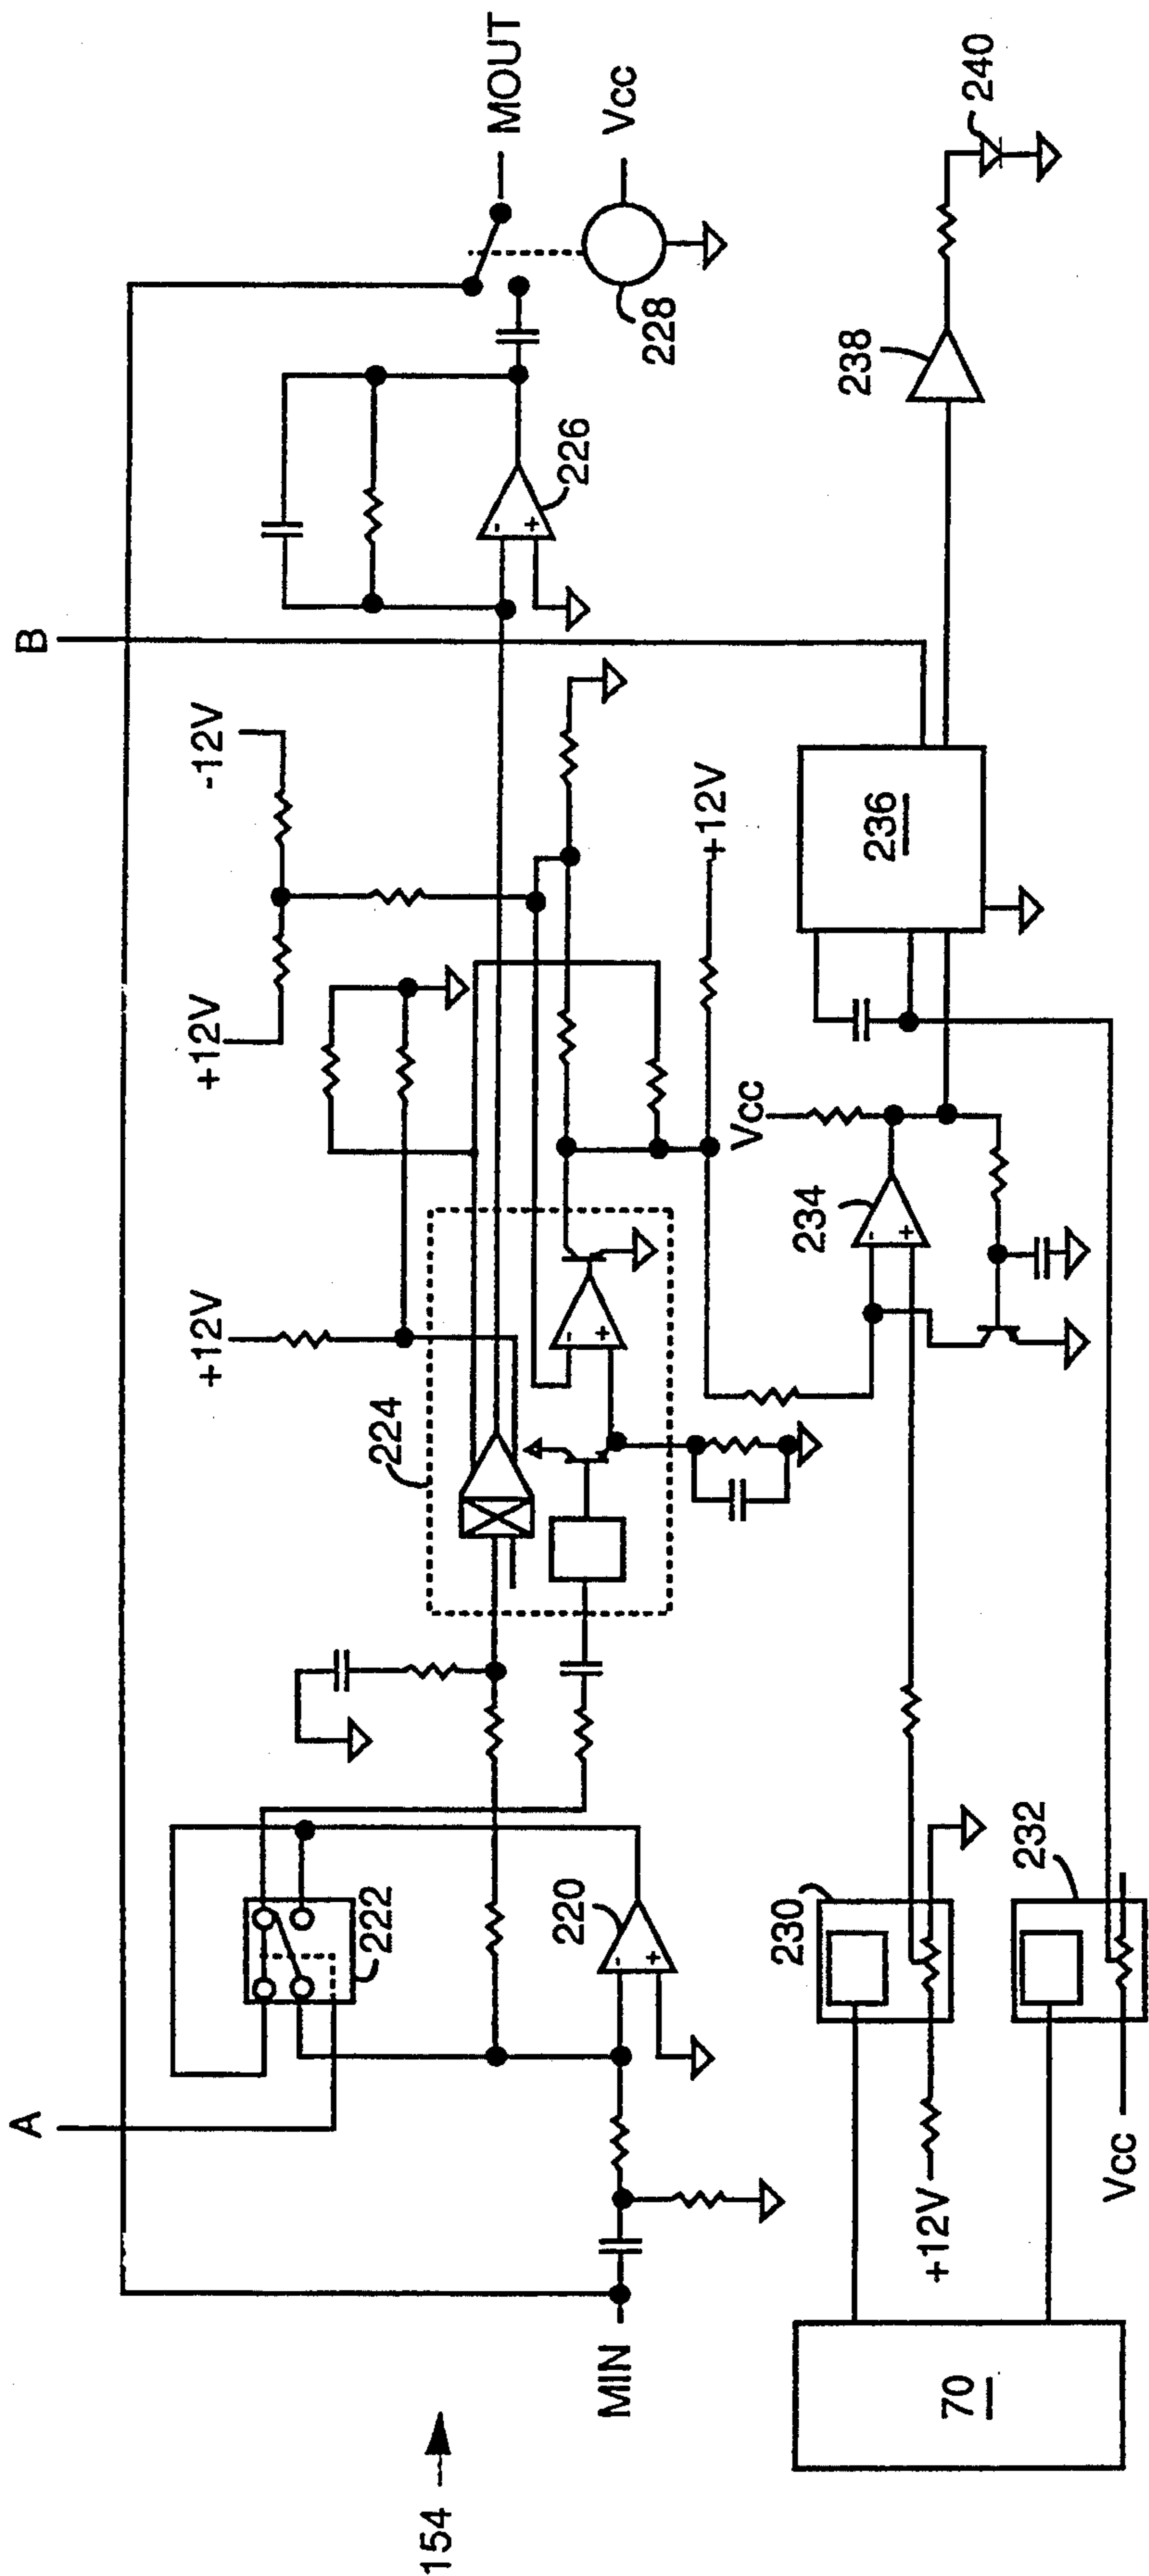 A
B
MOUT
Vcc
228
226
-12V
+12V
+12V
224
222
220
MIN
154
+12V
Vcc
234
236
238
240
230
232
+12V
Vcc
70
-
+
-
+
-
+
-
+